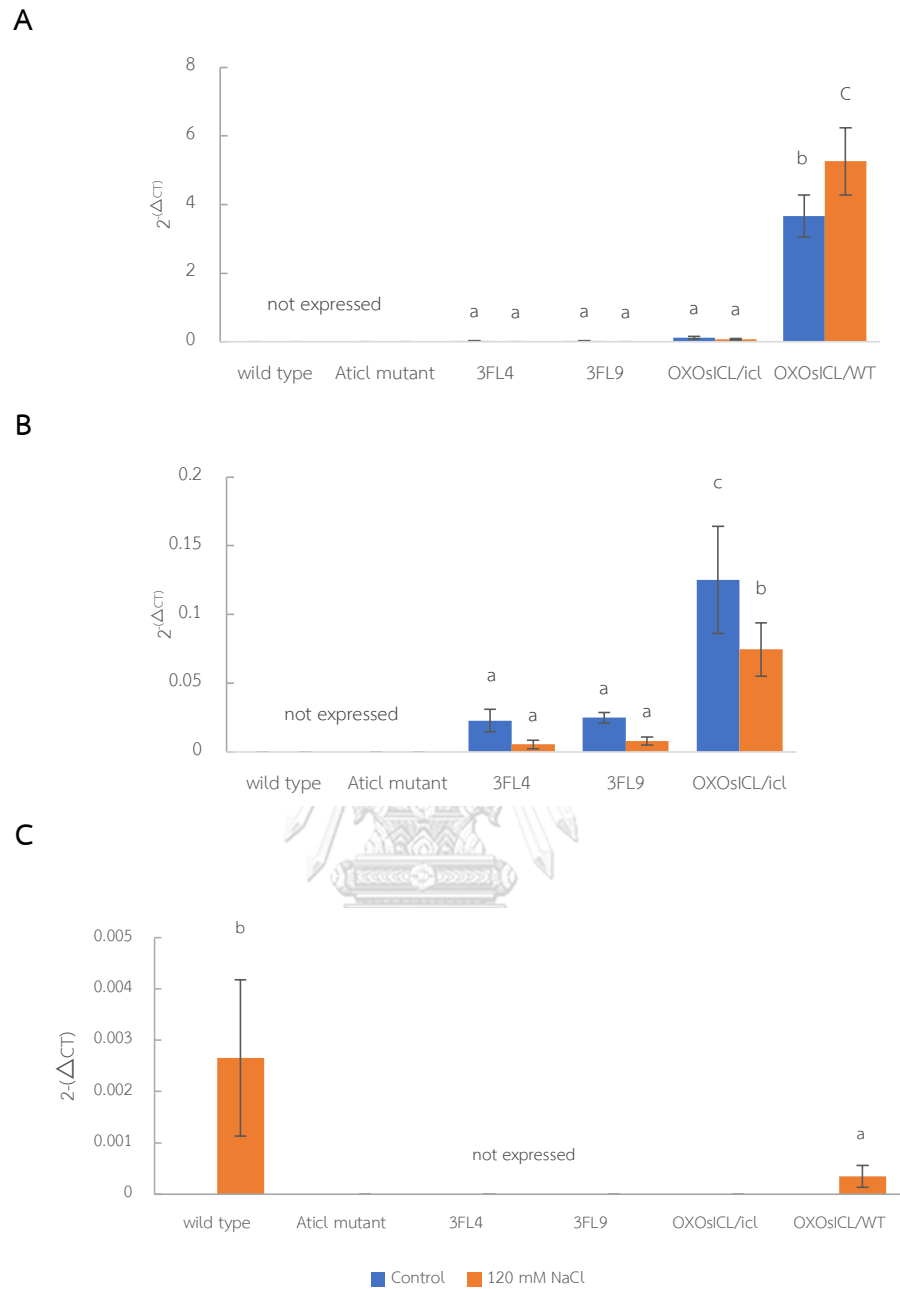 A
8
C
6
b
4
2⁻⁽△CT⁾
2
not expressed
a a a a a a
0
wild type Aticl mutant 3FL4 3FL9 OXOsICL/icl OXOsICL/WT
B
0.2
c
0.15
2⁻⁽△CT⁾
0.1
b
0.05
a a
a a
not expressed
0
wild type Aticl mutant 3FL4 3FL9 OXOsICL/icl
C
0.005
b
0.004
0.003
2-(△CT)
0.002
0.001
a
not expressed
0
wild type Aticl mutant 3FL4 3FL9 OXOsICL/icl OXOsICL/WT
Control 120 mM NaCl